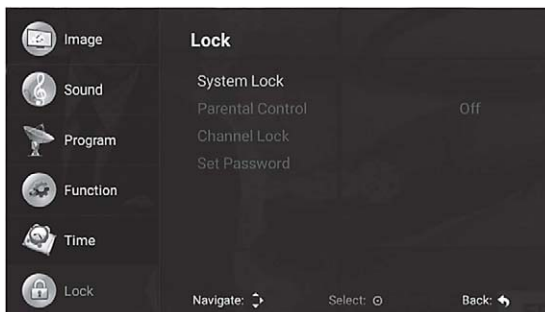 Image
Sound
Program
Function
Time
Lock
Lock
System Lock
Parental Control Off
Channel Lock
Set Password
Navigate: Select: Back: